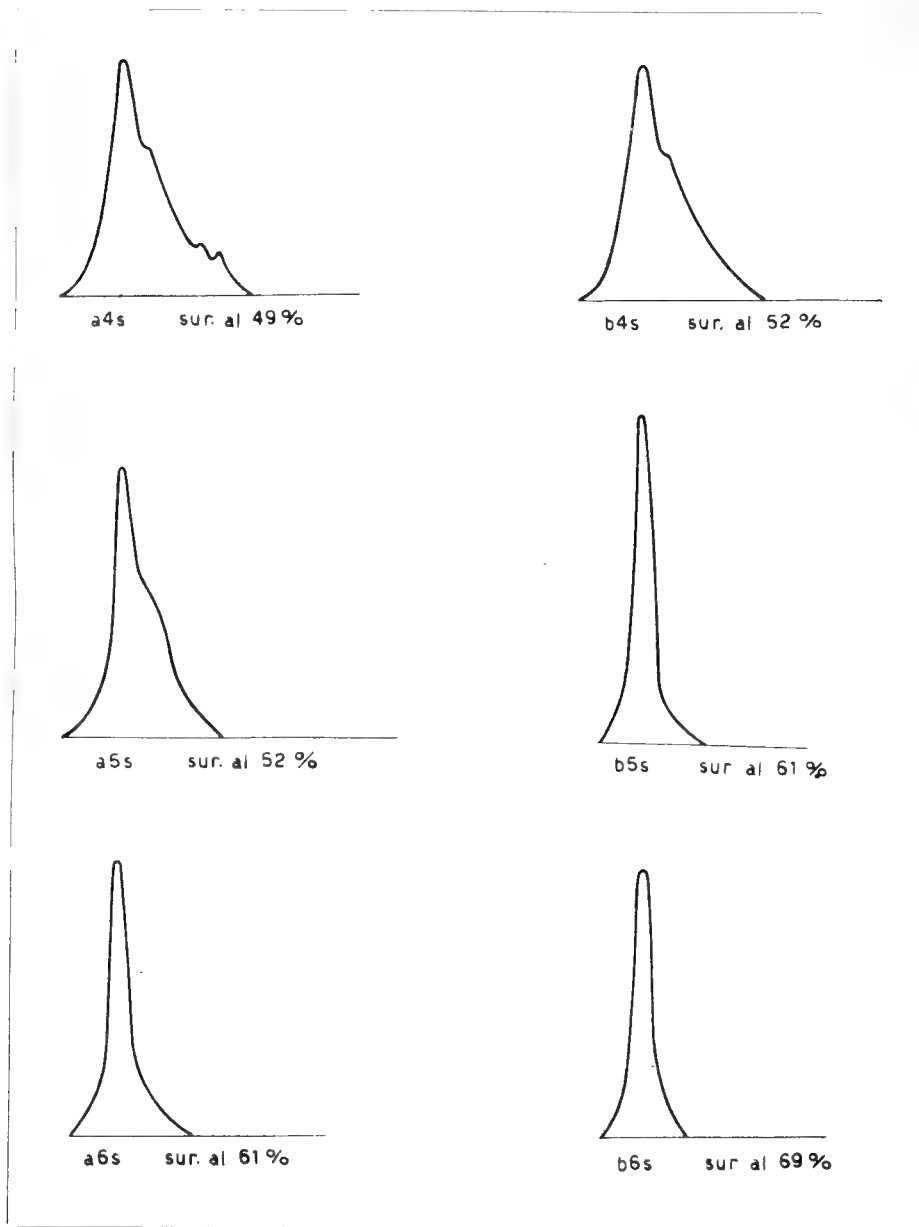 a4s sur. al 49%
b4s sur. al 52%
a5s sur. al 52%
b5s sur al 61%
a6s sur. al 61%
b6s sur al 69%